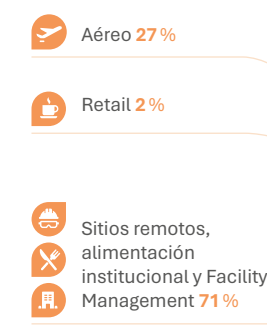 Aéreo 27 %
Retail 2 %
Sitios remotos,
alimentación
institucional y Facility
Management 71 %